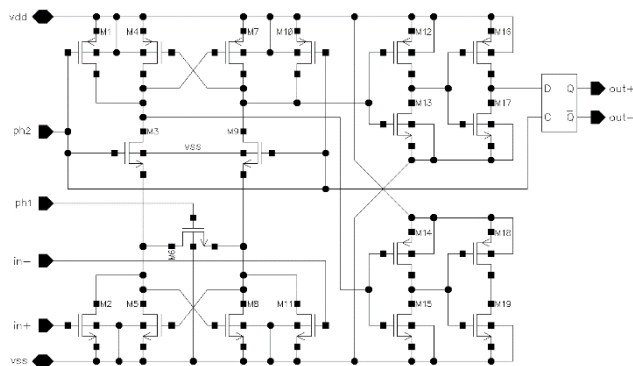 vdd
M1
M4
M7
M10
M12
M16
D
Q
out+
C
Q̅
out-
M13
M17
ph2
M3
M9
vss
ph1
M6
M14
M18
in-
M2
M5
M8
M11
M15
M19
in+
vss